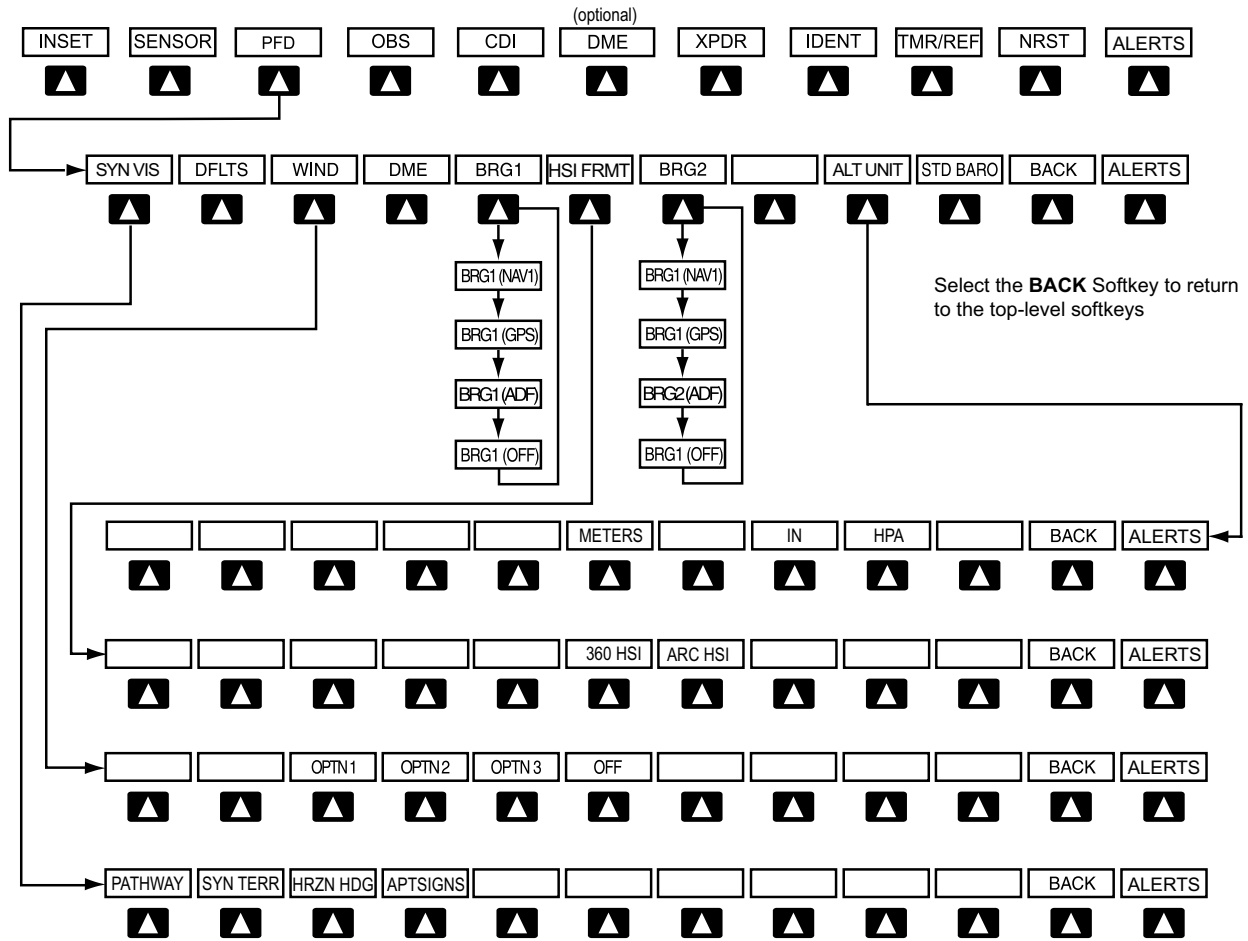 (optional)
INSET SENSOR PFD OBS CDI DME XPDR IDENT TMR/REF NRST ALERTS
SYN VIS DFLTS WIND DME BRG1 HSI FRMT BRG2 ALT UNIT STD BARO BACK ALERTS
BRG1 (NAV1) BRG1 (NAV1)
BRG1 (GPS) BRG1 (GPS)
BRG1 (ADF) BRG2 (ADF)
BRG1 (OFF) BRG1 (OFF)
Select the BACK Softkey to return
to the top-level softkeys
METERS IN HPA BACK ALERTS
360 HSI ARC HSI BACK ALERTS
OPTN 1 OPTN 2 OPTN 3 OFF BACK ALERTS
PATHWAY SYN TERR HRZN HDG APTSIGNS BACK ALERTS